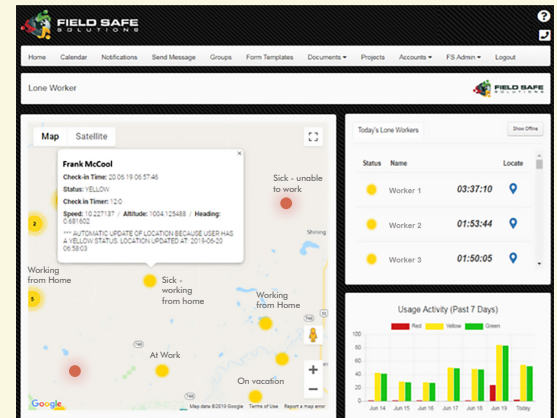 FIELD SAFE
SOLUTIONS
?
Home Calendar Notifications Send Message Groups Form Templates Documents Projects Accounts FS Admin Logout
Lone Worker
FIELD SAFE
SOLUTIONS
Map Satellite
Frank McCool
Check-in Time: 20 06 19 06:57:46
Status: YELLOW
Check in Timer: 12:0
Speed: 10.227137 / Altitude: 1004.125488 / Heading:
0.681602
*** AUTOMATIC UPDATE OF LOCATION BECAUSE USER HAS
A YELLOW STATUS. LOCATION UPDATED AT: 2019-06-20
06:58:03
Sick - unable
to work
2
Shining
Working
from Home
5
Sick -
working
from home
Working
from Home
At Work
On vacation
Google
Map data ©2019 Google Terms of Use Report a map error
Today's Lone Workers
Show Offline
Status Name Locate
Worker 1 03:37:10
Worker 2 01:53:44
Worker 3 01:50:05
Usage Activity (Past 7 Days)
Red Yellow Green
100
80
60
40
20
0
Jun 14 Jun 15 Jun 16 Jun 17 Jun 18 Jun 19 Today